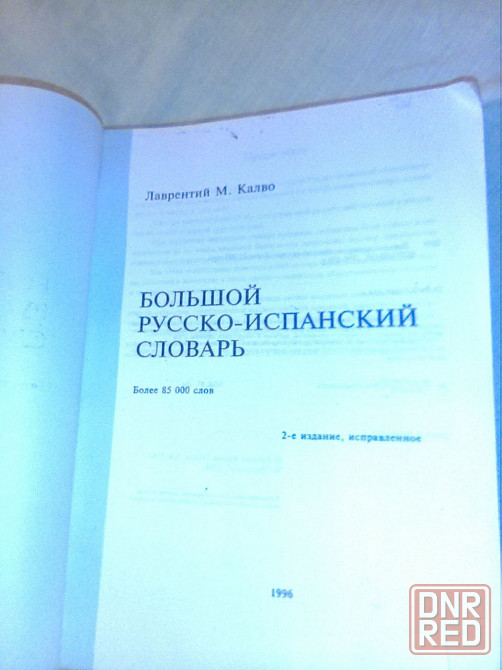 Лаврентий М. Калво
БОЛЬШОЙ
РУССКО-ИСПАНСКИЙ
СЛОВАРЬ
Более 85 000 слов
2-е издание, исправленное
1996
DNR
RED